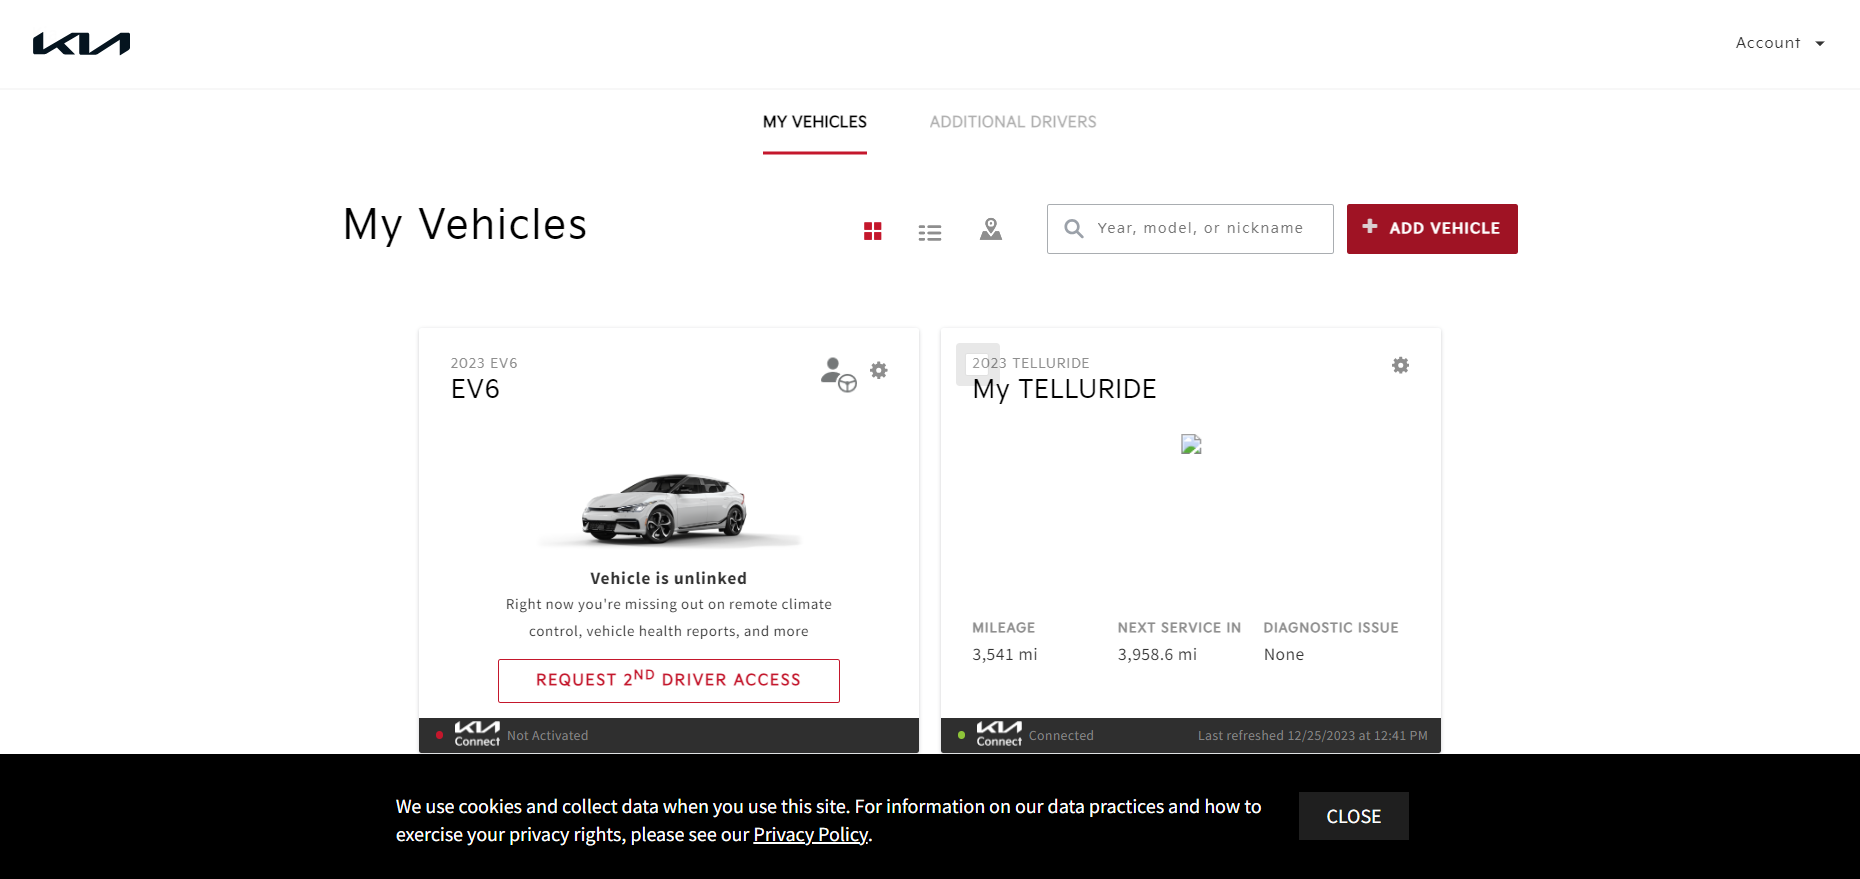 KIA
Account
MY VEHICLES
ADDITIONAL DRIVERS
My Vehicles
Year, model, or nickname
+ ADD VEHICLE
2023 EV6
EV6
Vehicle is unlinked
Right now you're missing out on remote climate
control, vehicle health reports, and more
REQUEST 2ND DRIVER ACCESS
KIA
Connect
Not Activated
2023 TELLURIDE
My TELLURIDE
MILEAGE
NEXT SERVICE IN
DIAGNOSTIC ISSUE
3,541 mi
3,958.6 mi
None
KIA
Connect
Connected
Last refreshed 12/25/2023 at 12:41 PM
We use cookies and collect data when you use this site. For information on our data practices and how to
exercise your privacy rights, please see our Privacy Policy.
CLOSE